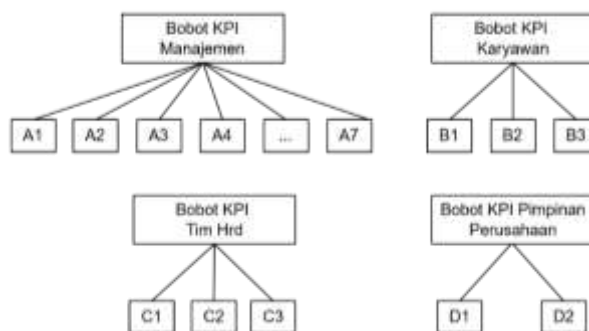 Bobot KPI
Manajemen
A1 A2 A3 A4 ... A7
Bobot KPI
Karyawan
B1 B2 B3
Bobot KPI
Tim Hrd
C1 C2 C3
Bobot KPI Pimpinan
Perusahaan
D1 D2